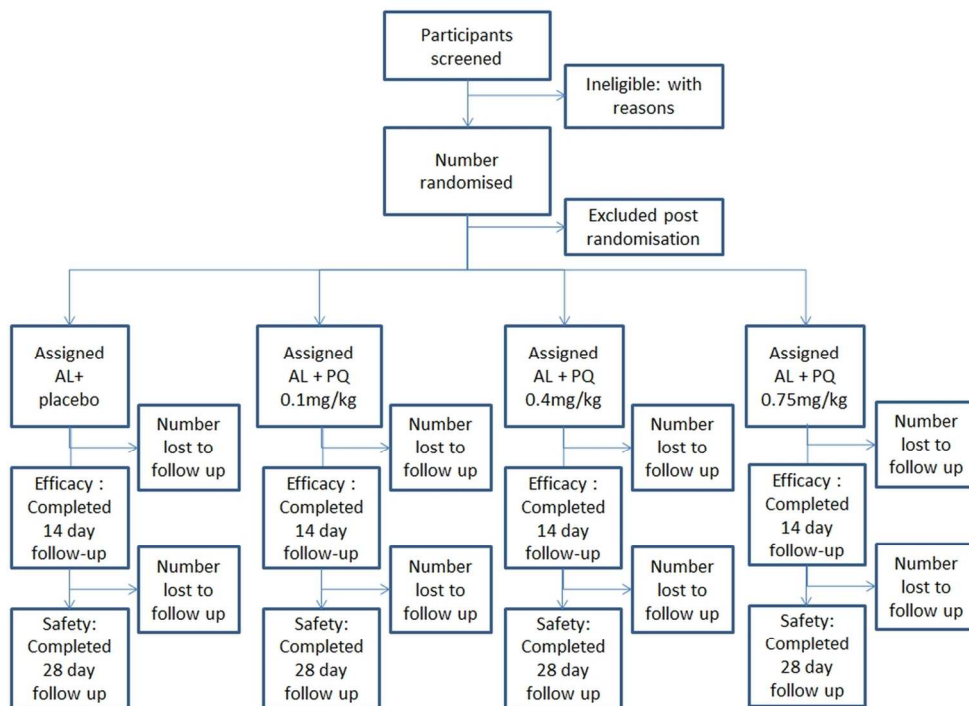 Participants
screened
Ineligible: with
reasons
Number
randomised
Excluded post
randomisation
Assigned
AL+
placebo
Number
lost to
follow up
Efficacy :
Completed
14 day
follow-up
Number
lost to
follow up
Safety:
Completed
28 day
follow up
Assigned
AL + PQ
0.1mg/kg
Number
lost to
follow up
Efficacy :
Completed
14 day
follow-up
Number
lost to
follow up
Safety:
Completed
28 day
follow up
Assigned
AL + PQ
0.4mg/kg
Number
lost to
follow up
Efficacy :
Completed
14 day
follow-up
Number
lost to
follow up
Safety:
Completed
28 day
follow up
Assigned
AL + PQ
0.75mg/kg
Number
lost to
follow up
Efficacy :
Completed
14 day
follow-up
Number
lost to
follow up
Safety:
Completed
28 day
follow up